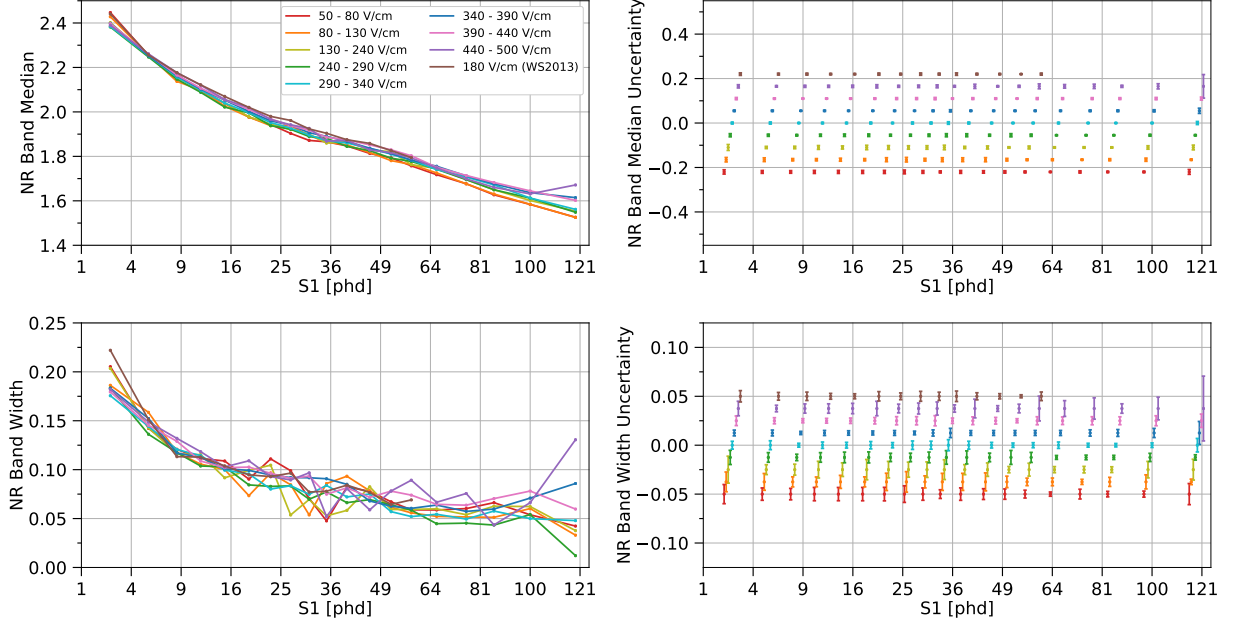 NR Band Median
2.4
2.2
2.0
1.8
1.6
1.4
50 - 80 V/cm
80 - 130 V/cm
130 - 240 V/cm
240 - 290 V/cm
290 - 340 V/cm
340 - 390 V/cm
390 - 440 V/cm
440 - 500 V/cm
180 V/cm (WS2013)
1 4 9 16 25 36 49 64 81 100 121
S1 [phd]
NR Band Median Uncertainty
0.4
0.2
0.0
−0.2
−0.4
1 4 9 16 25 36 49 64 81 100 121
S1 [phd]
NR Band Width
0.25
0.20
0.15
0.10
0.05
0.00
1 4 9 16 25 36 49 64 81 100 121
S1 [phd]
NR Band Width Uncertainty
0.10
0.05
0.00
−0.05
−0.10
1 4 9 16 25 36 49 64 81 100 121
S1 [phd]